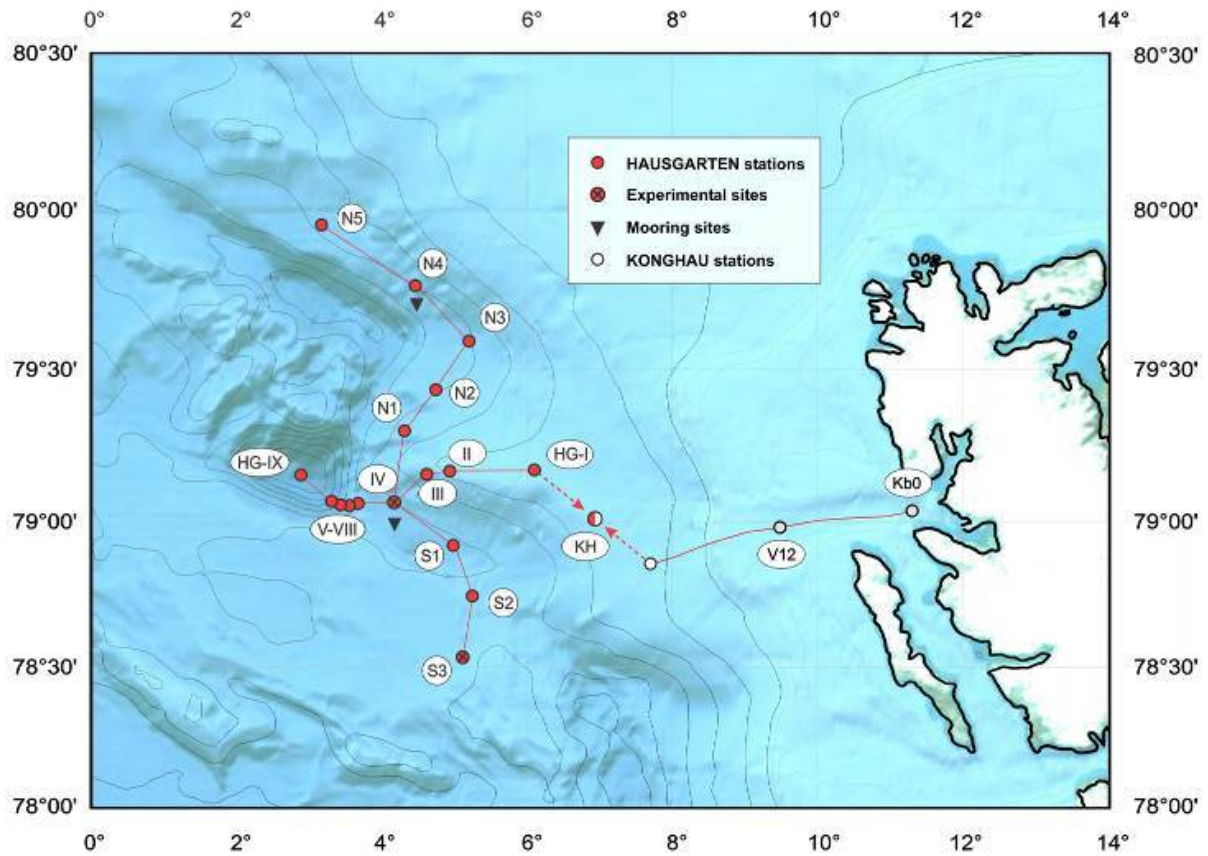 0° 2° 4° 6° 8° 10° 12° 14°
80°30' 80°30'
HAUSGARTEN stations
Experimental sites
Mooring sites
KONGHAU stations
80°00' 80°00'
N5
N4
N3
79°30' 79°30'
N2
N1
II
HG-I
HG-IX
IV
III
Kb0
79°00' 79°00'
V-VIII
KH
V12
S1
S2
78°30' 78°30'
S3
78°00' 78°00'
0° 2° 4° 6° 8° 10° 12° 14°